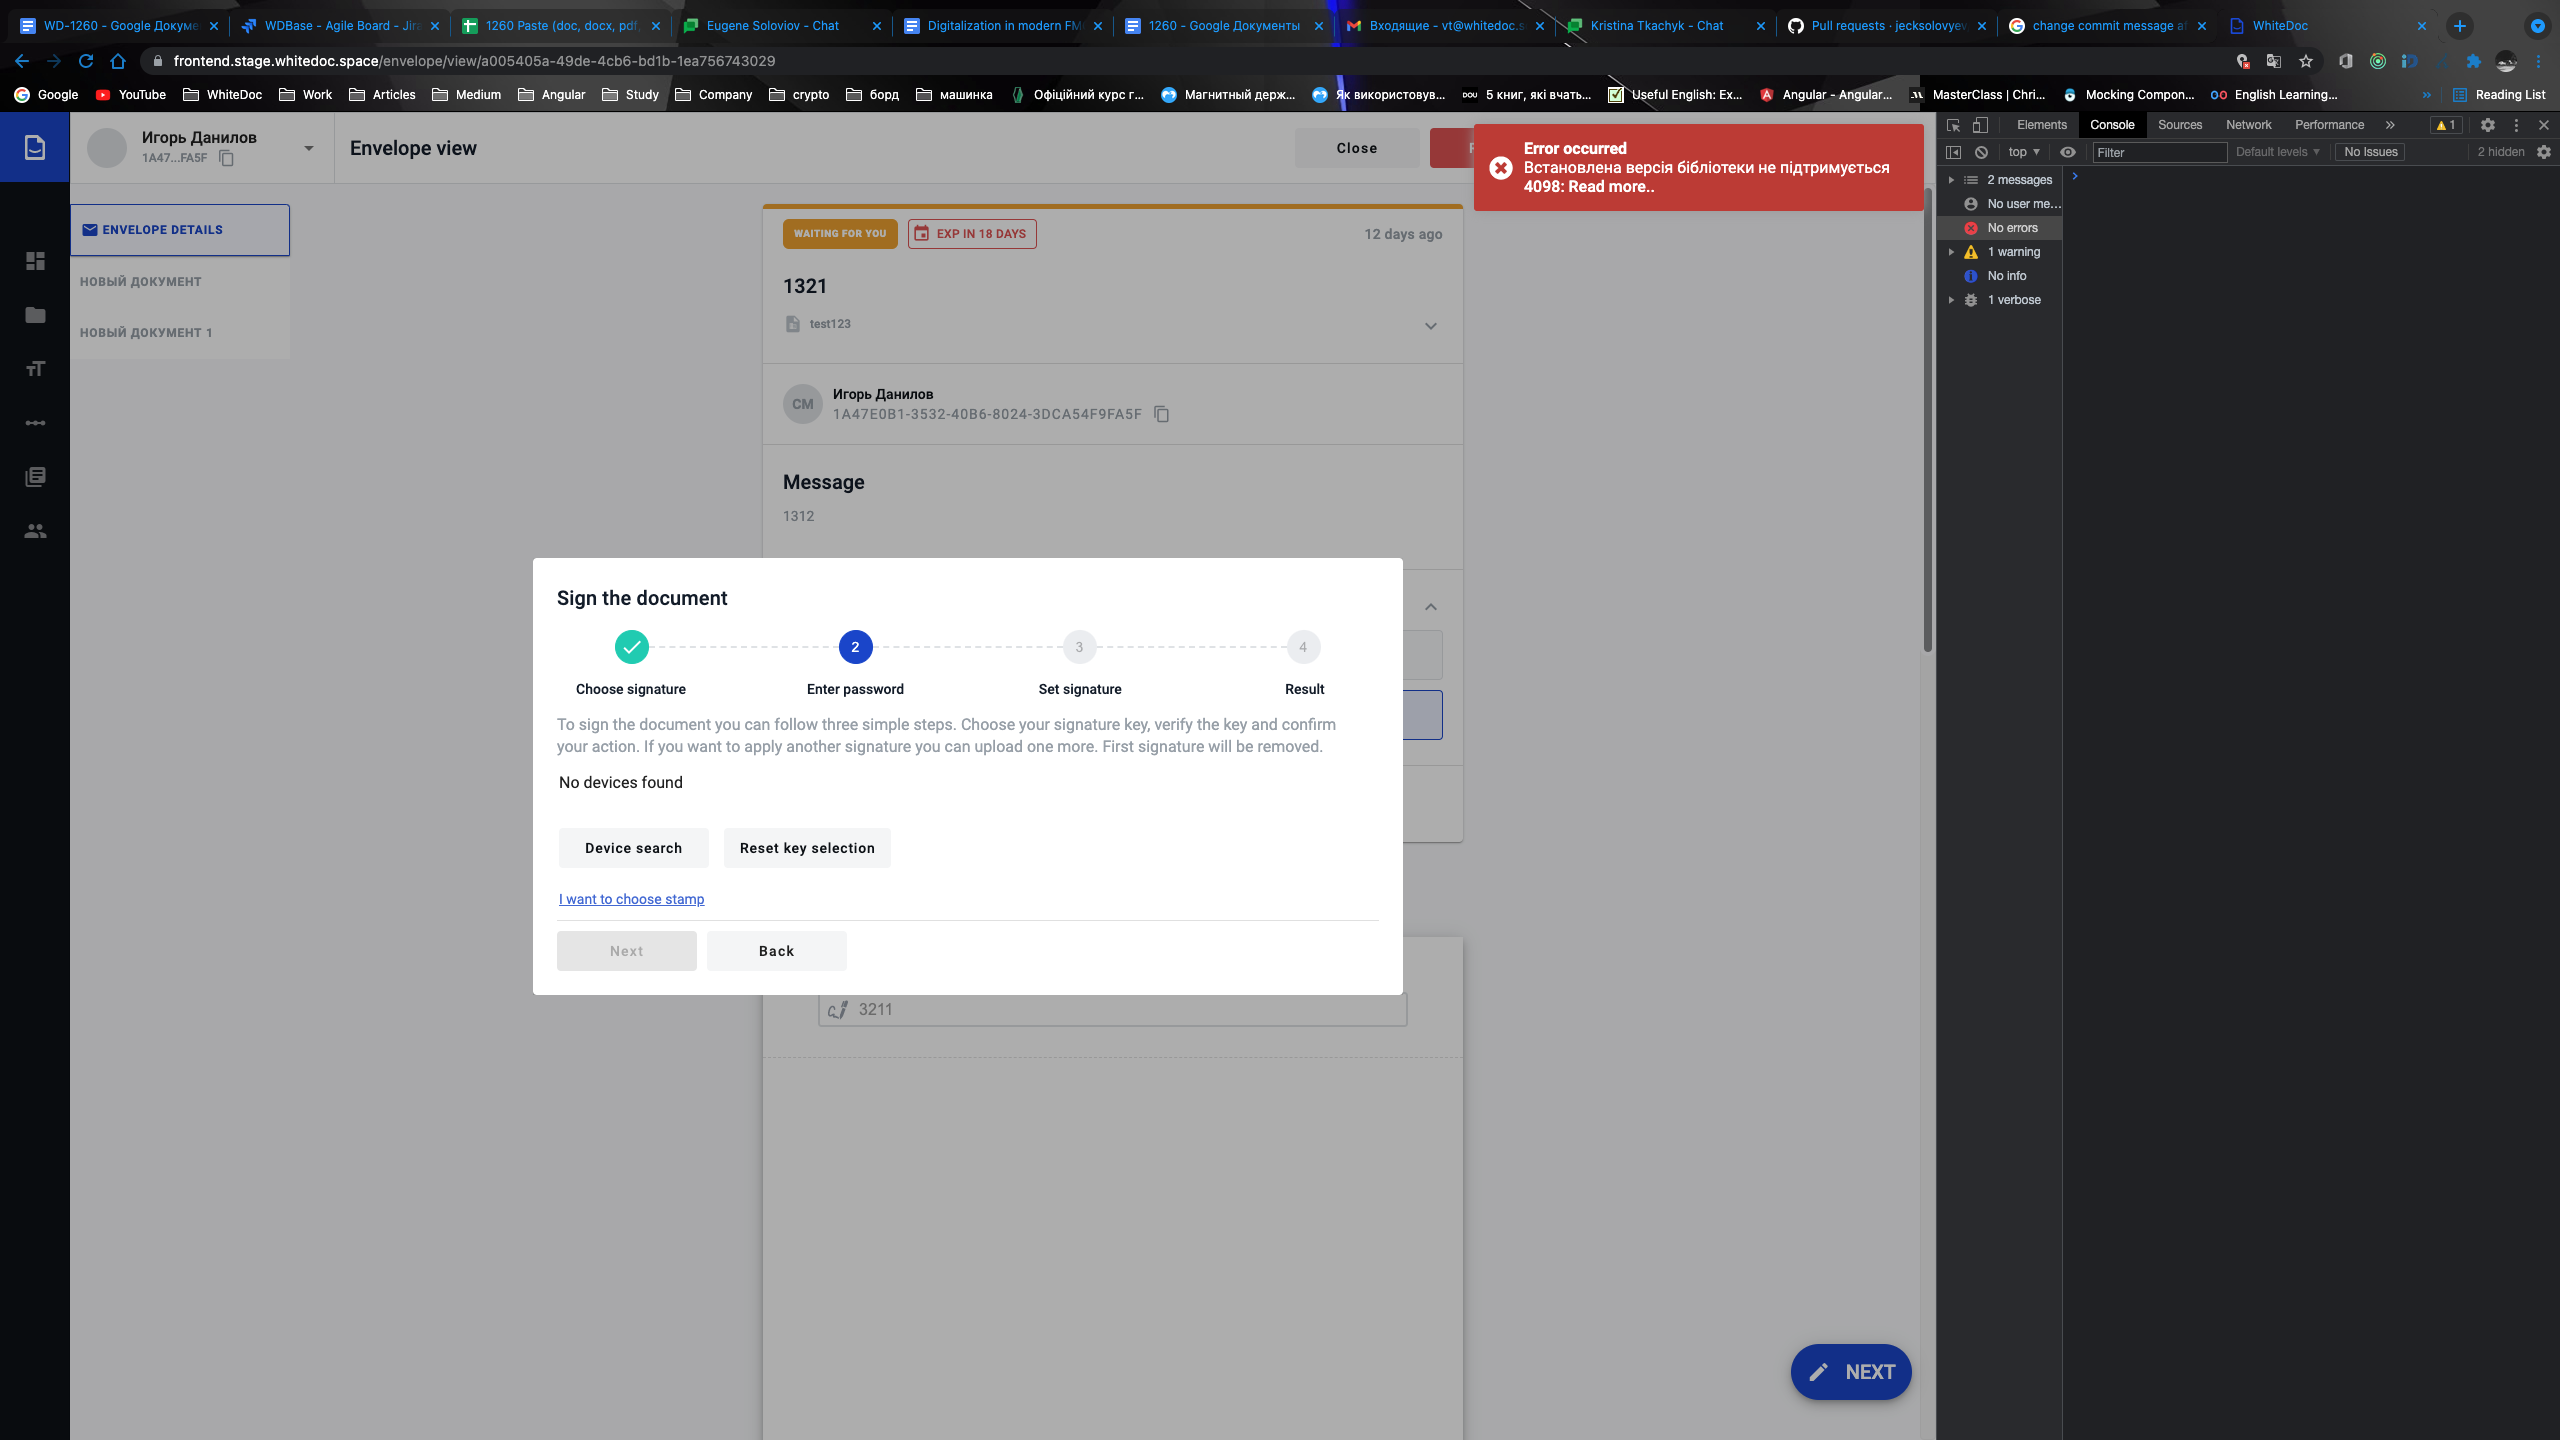 WD-1260 - Google Докуме
WDBase - Agile Board - Jira
1260 Paste (doc, docx, pdf,
Eugene Soloviov - Chat
Digitalization in modern FM
1260 - Google Документы
Входящие - vt@whitedoc.s
Kristina Tkachyk - Chat
Pull requests · jecksolovyev
change commit message af
WhiteDoc
frontend.stage.whitedoc.space/envelope/view/a005405a-49de-4cb6-bd1b-1ea756743029
Google
YouTube
WhiteDoc
Work
Articles
Medium
Angular
Study
Company
crypto
борд
машинка
Офіційний курс г...
Магнитный держ...
Як використовув...
5 книг, які вчать...
Useful English: Ex...
Angular - Angular...
MasterClass | Chri...
Mocking Compon...
English Learning...
Reading List
Игорь Данилов
1A47...FA5F
Envelope view
Close
Error occurred
Встановлена версія бібліотеки не підтримується
4098: Read more..
Elements
Console
Sources
Network
Performance
1
top
Filter
Default levels
No Issues
2 hidden
2 messages
No user me...
No errors
1 warning
No info
1 verbose
ENVELOPE DETAILS
НОВЫЙ ДОКУМЕНТ
НОВЫЙ ДОКУМЕНТ 1
WAITING FOR YOU
EXP IN 18 DAYS
12 days ago
1321
test123
CM
Игорь Данилов
1A47E0B1-3532-40B6-8024-3DCA54F9FA5F
Message
1312
Sign the document
2
3
4
Choose signature
Enter password
Set signature
Result
To sign the document you can follow three simple steps. Choose your signature key, verify the key and confirm
your action. If you want to apply another signature you can upload one more. First signature will be removed.
No devices found
Device search
Reset key selection
I want to choose stamp
Next
Back
3211
NEXT